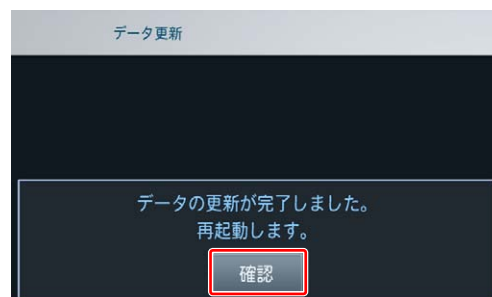 データ更新
データの更新が完了しました。
再起動します。
確認